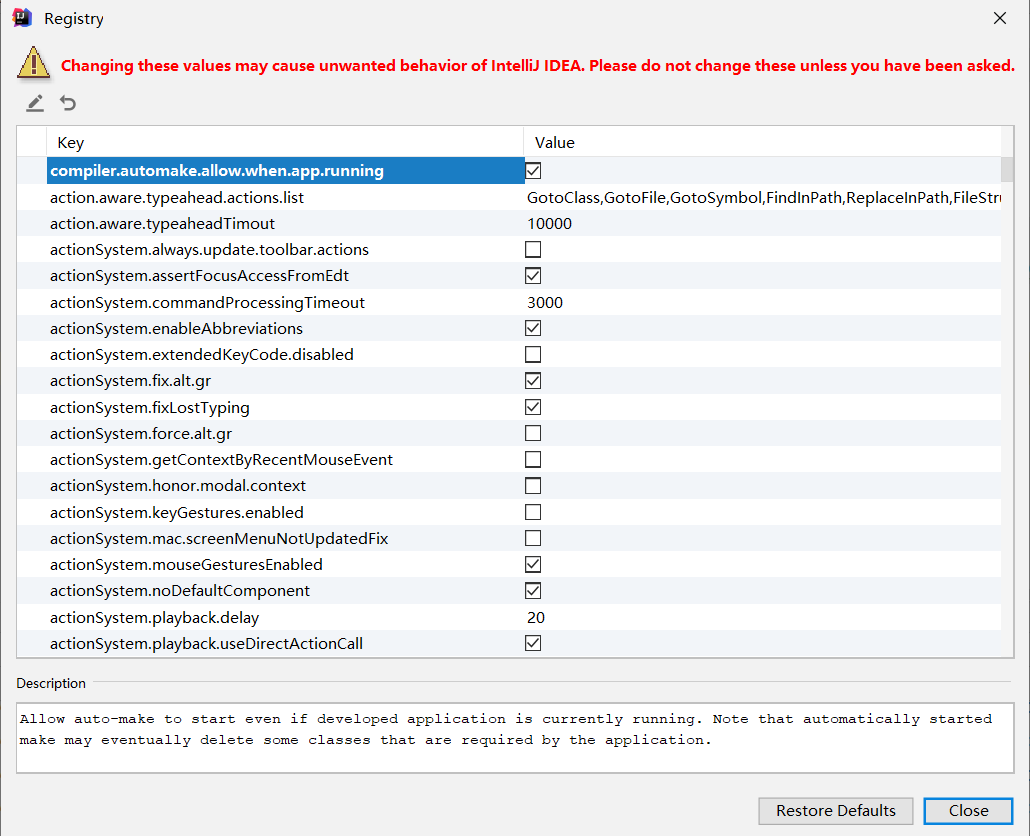 Registry
Changing these values may cause unwanted behavior of IntelliJ IDEA. Please do not change these unless you have been asked.
Key Value
compiler.automake.allow.when.app.running
action.aware.typeahead.actions.list GotoClass,GotoFile,GotoSymbol,FindInPath,ReplaceInPath,FileStru
action.aware.typeaheadTimout 10000
actionSystem.always.update.toolbar.actions
actionSystem.assertFocusAccessFromEdt
actionSystem.commandProcessingTimeout 3000
actionSystem.enableAbbreviations
actionSystem.extendedKeyCode.disabled
actionSystem.fix.alt.gr
actionSystem.fixLostTyping
actionSystem.force.alt.gr
actionSystem.getContextByRecentMouseEvent
actionSystem.honor.modal.context
actionSystem.keyGestures.enabled
actionSystem.mac.screenMenuNotUpdatedFix
actionSystem.mouseGesturesEnabled
actionSystem.noDefaultComponent
actionSystem.playback.delay 20
actionSystem.playback.useDirectActionCall
Description
Allow auto-make to start even if developed application is currently running. Note that automatically started
make may eventually delete some classes that are required by the application.
Restore Defaults Close